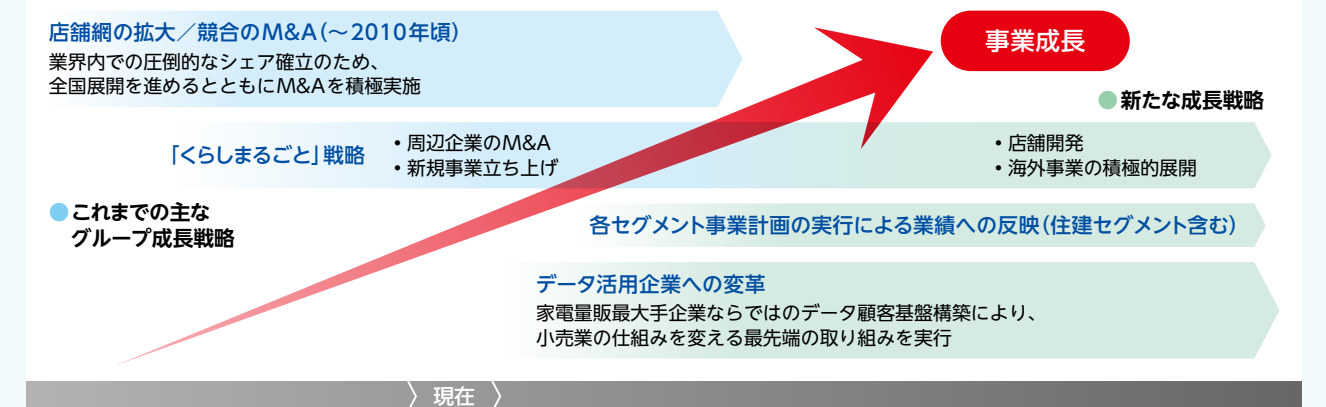 店舗網の拡大／競合のM&A(～2010年頃)
業界内での圧倒的なシェア確立のため、
全国展開を進めるとともにM&Aを積極実施
事業成長
●新たな成長戦略
「くらしまるごと」戦略
・周辺企業のM&A
・新規事業立ち上げ
・店舗開発
・海外事業の積極的展開
●これまでの主な
グループ成長戦略
各セグメント事業計画の実行による業績への反映(住建セグメント含む)
データ活用企業への変革
家電量販最大手企業ならではのデータ顧客基盤構築により、
小売業の仕組みを変える最先端の取り組みを実行
現在